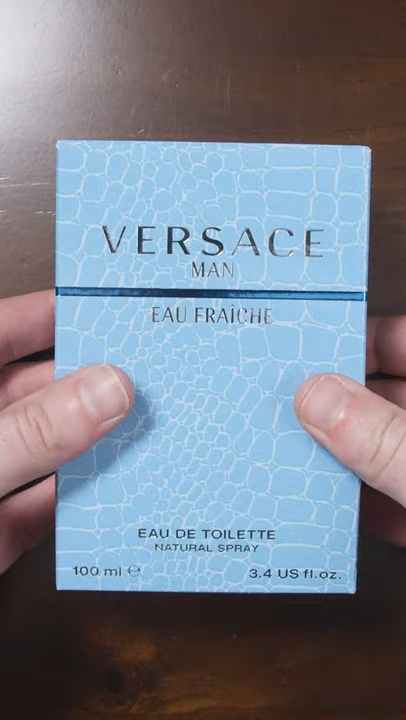 VERSACE
MAN
EAU FRAÎCHE
EAU DE TOILETTE
NATURAL SPRAY
100 ml ℮ 3.4 US fl.oz.